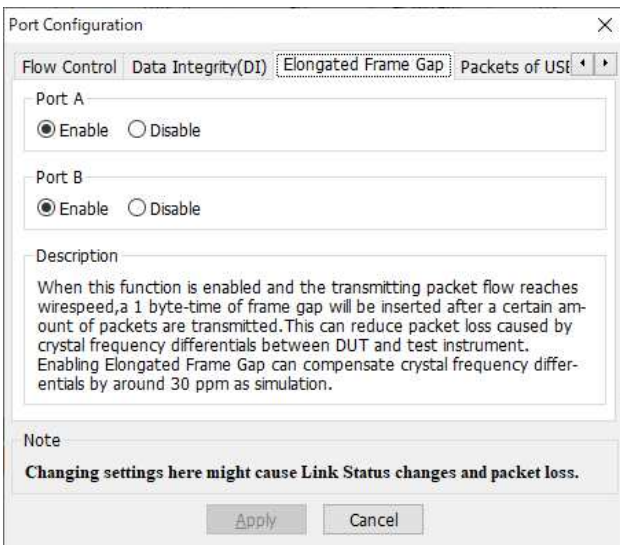 Port Configuration
Flow Control Data Integrity(DI) Elongated Frame Gap Packets of USE
Port A
Enable Disable
Port B
Enable Disable
Description
When this function is enabled and the transmitting packet flow reaches
wirespeed,a 1 byte-time of frame gap will be inserted after a certain am-
ount of packets are transmitted.This can reduce packet loss caused by
crystal frequency differentials between DUT and test instrument.
Enabling Elongated Frame Gap can compensate crystal frequency differ-
entials by around 30 ppm as simulation.
Note
Changing settings here might cause Link Status changes and packet loss.
Apply Cancel